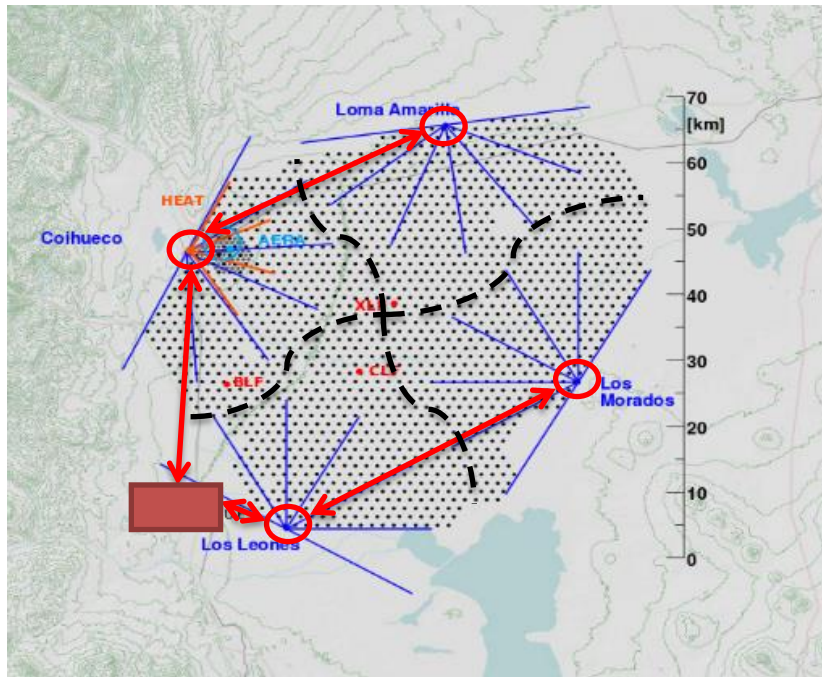 70
[km]
Loma Amarilla
60
HEAT
50
Coihueco
AERA
40
XLF
30
CLF
BLF
Los
Morados
20
10
Los Leones
0